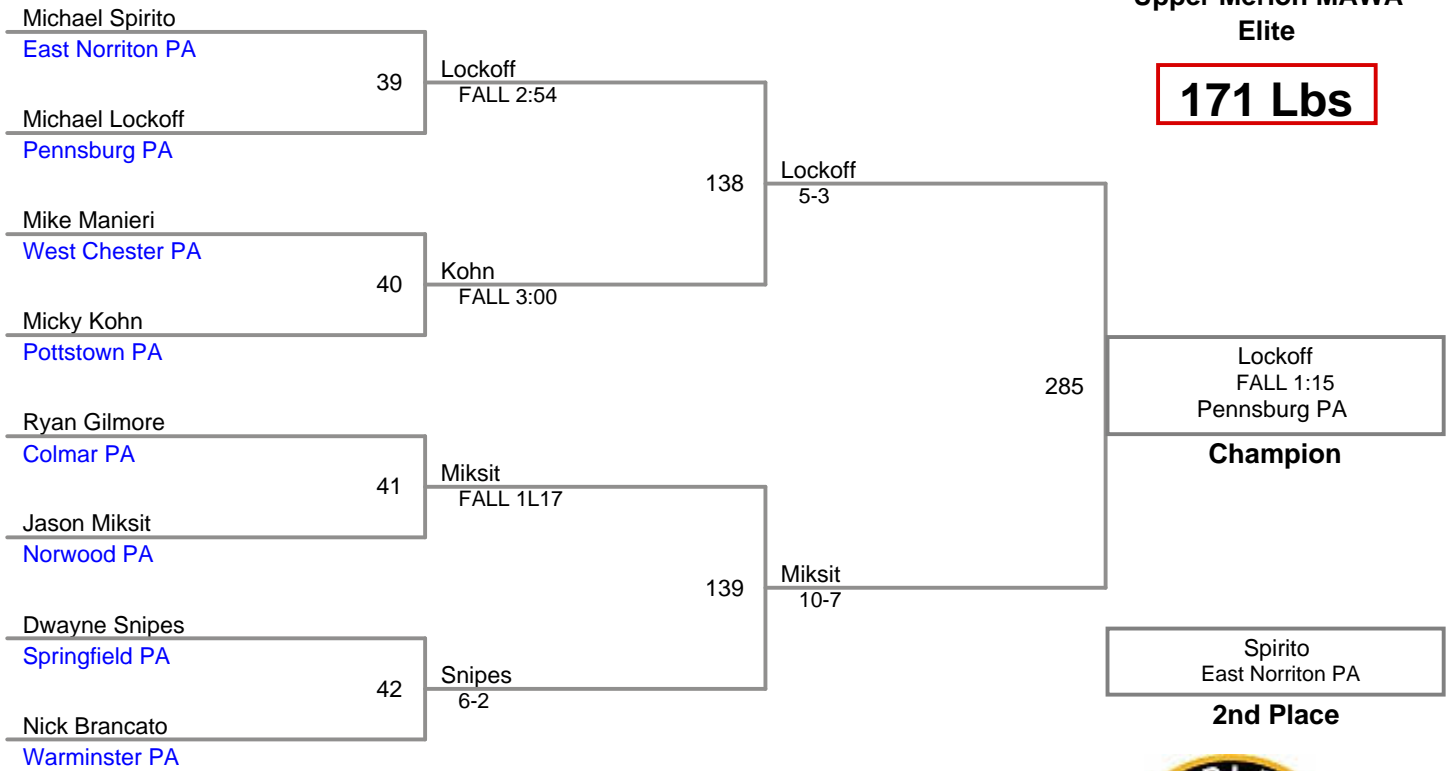 Upper Merion MAWA
Elite
171 Lbs
Michael Spirito
East Norriton PA
39
Lockoff
FALL 2:54
Michael Lockoff
Pennsburg PA
138
Lockoff
5-3
Mike Manieri
West Chester PA
40
Kohn
FALL 3:00
Micky Kohn
Pottstown PA
285
Lockoff
FALL 1:15
Pennsburg PA
Champion
Ryan Gilmore
Colmar PA
41
Miksit
FALL 1L17
Jason Miksit
Norwood PA
139
Miksit
10-7
Dwayne Snipes
Springfield PA
42
Snipes
6-2
Nick Brancato
Warminster PA
Spirito
East Norriton PA
2nd Place